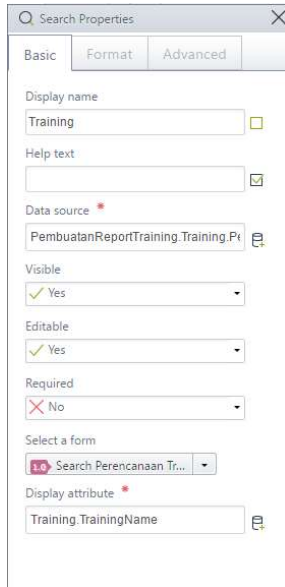 Search Properties
Basic Format Advanced
Display name
Training
Help text
Data source *
PembuatanReportTraining.Training.Pe
Visible
Yes
Editable
Yes
Required
No
Select a form
1.0 Search Perencanaan Tr...
Display attribute *
Training.TrainingName